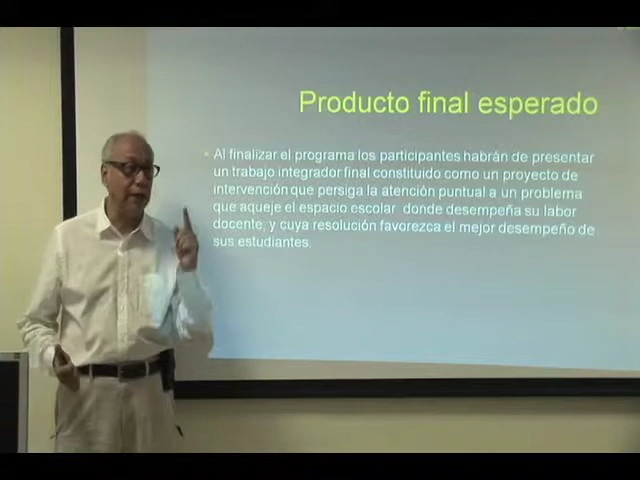 Producto final esperado
Al finalizar el programa los participantes habrán de presentar
un trabajo integrador final constituido como un proyecto de
intervención que persiga la atención puntual a un problema
que aqueje el espacio escolar donde desempeña su labor
docente, y cuya resolución favorezca el mejor desempeño de
sus estudiantes.